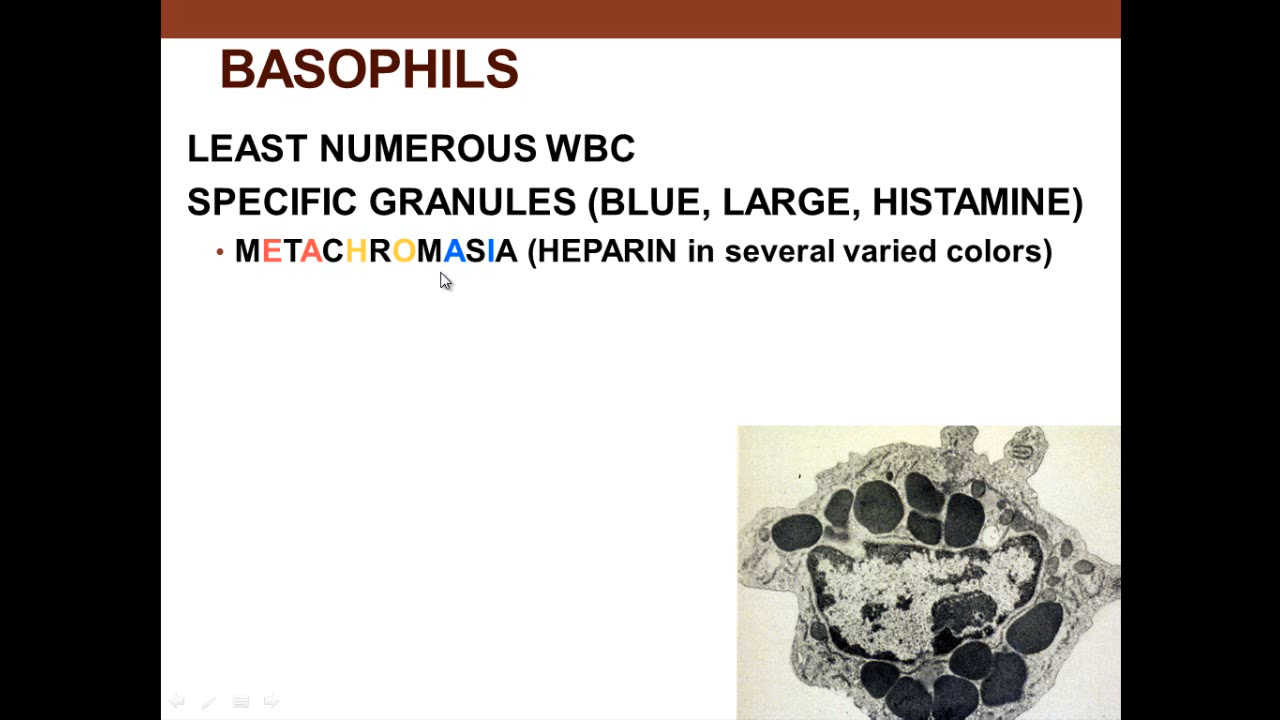 BASOPHILS
LEAST NUMEROUS WBC
SPECIFIC GRANULES (BLUE, LARGE, HISTAMINE)
• METACHROMASIA (HEPARIN in several varied colors)